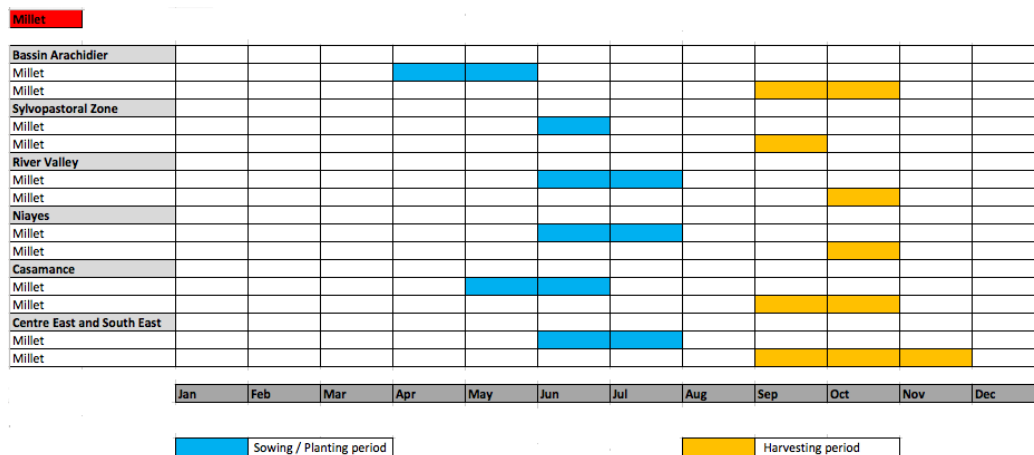 Millet
Bassin Arachidier
Millet
Millet
Sylvopastoral Zone
Millet
Millet
River Valley
Millet
Millet
Niayes
Millet
Millet
Casamance
Millet
Millet
Centre East and South East
Millet
Millet
Jan Feb Mar Apr May Jun Jul Aug Sep Oct Nov Dec
Sowing / Planting period Harvesting period